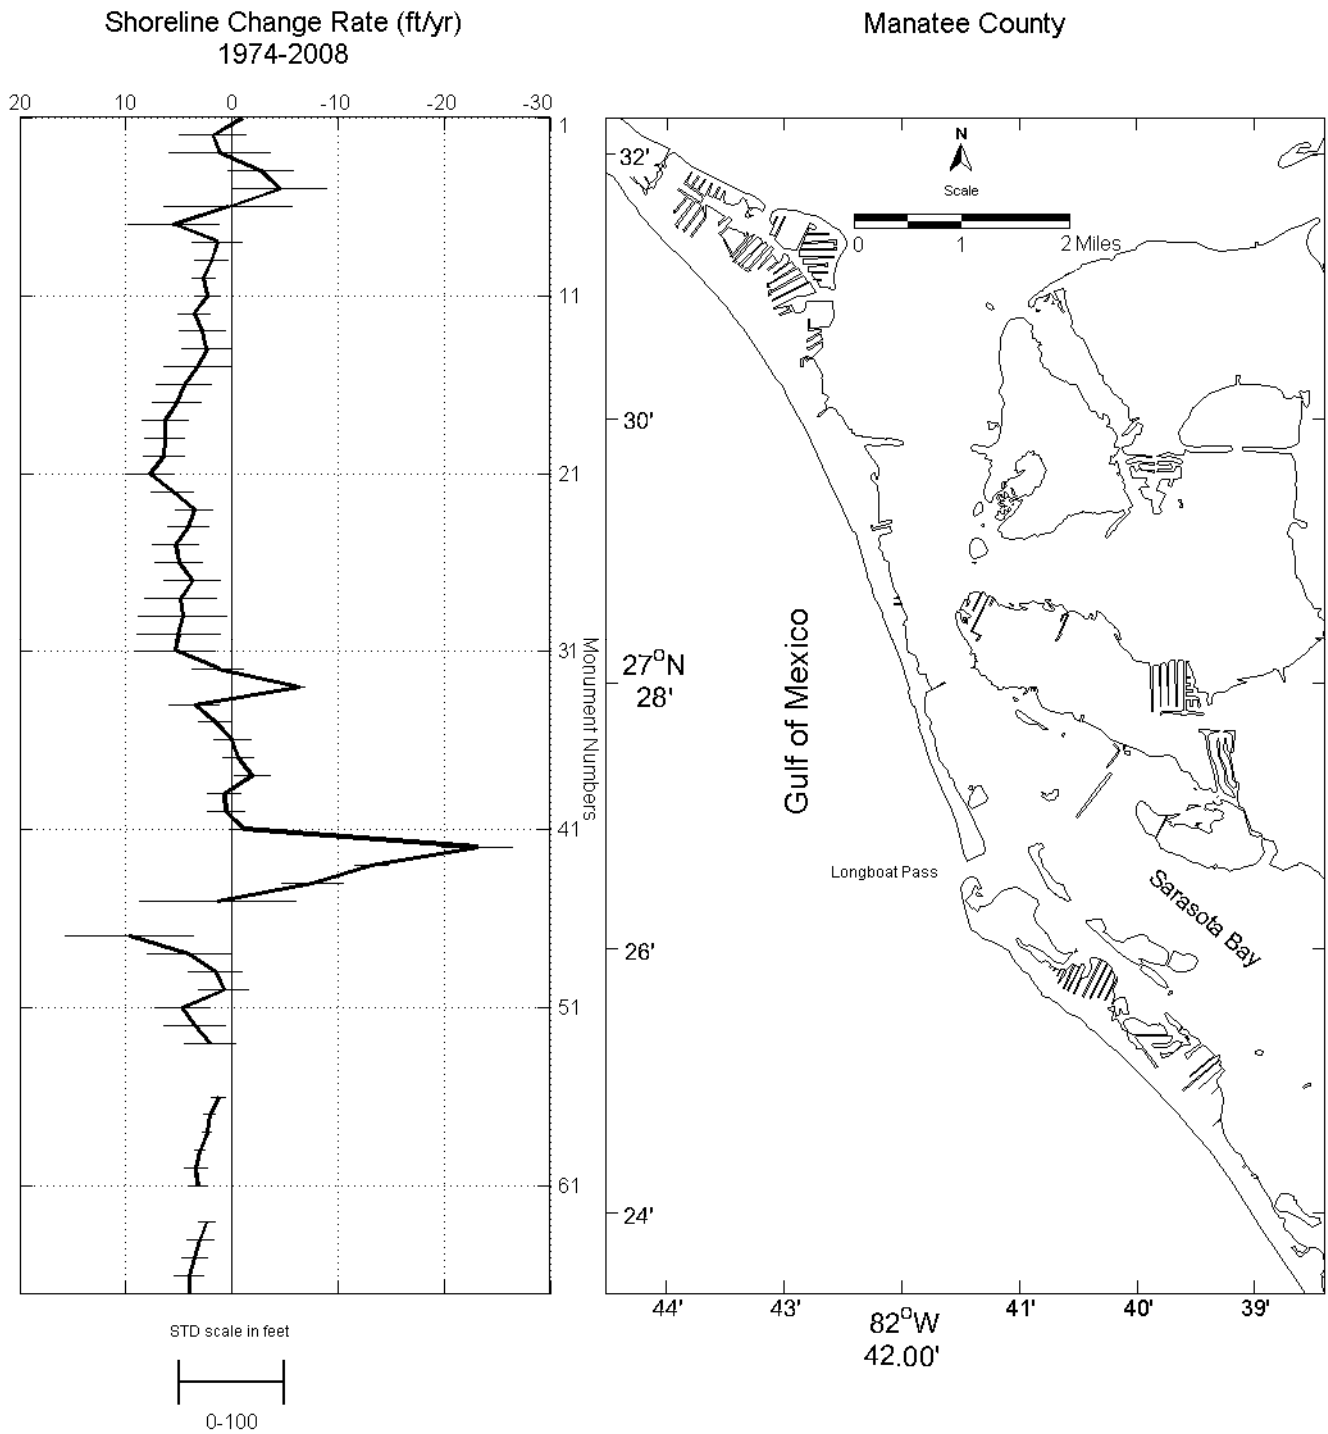 Shoreline Change Rate (ft/yr)
1974-2008
20 10 0 -10 -20 -30
1
11
21
31
41
51
61
Monument Numbers
STD scale in feet
0-100
Manatee County
N
Scale
0 1 2 Miles
32'
30'
27°N
28'
26'
24'
Gulf of Mexico
Longboat Pass
Sarasota Bay
44' 43' 41' 40' 39'
82°W
42.00'